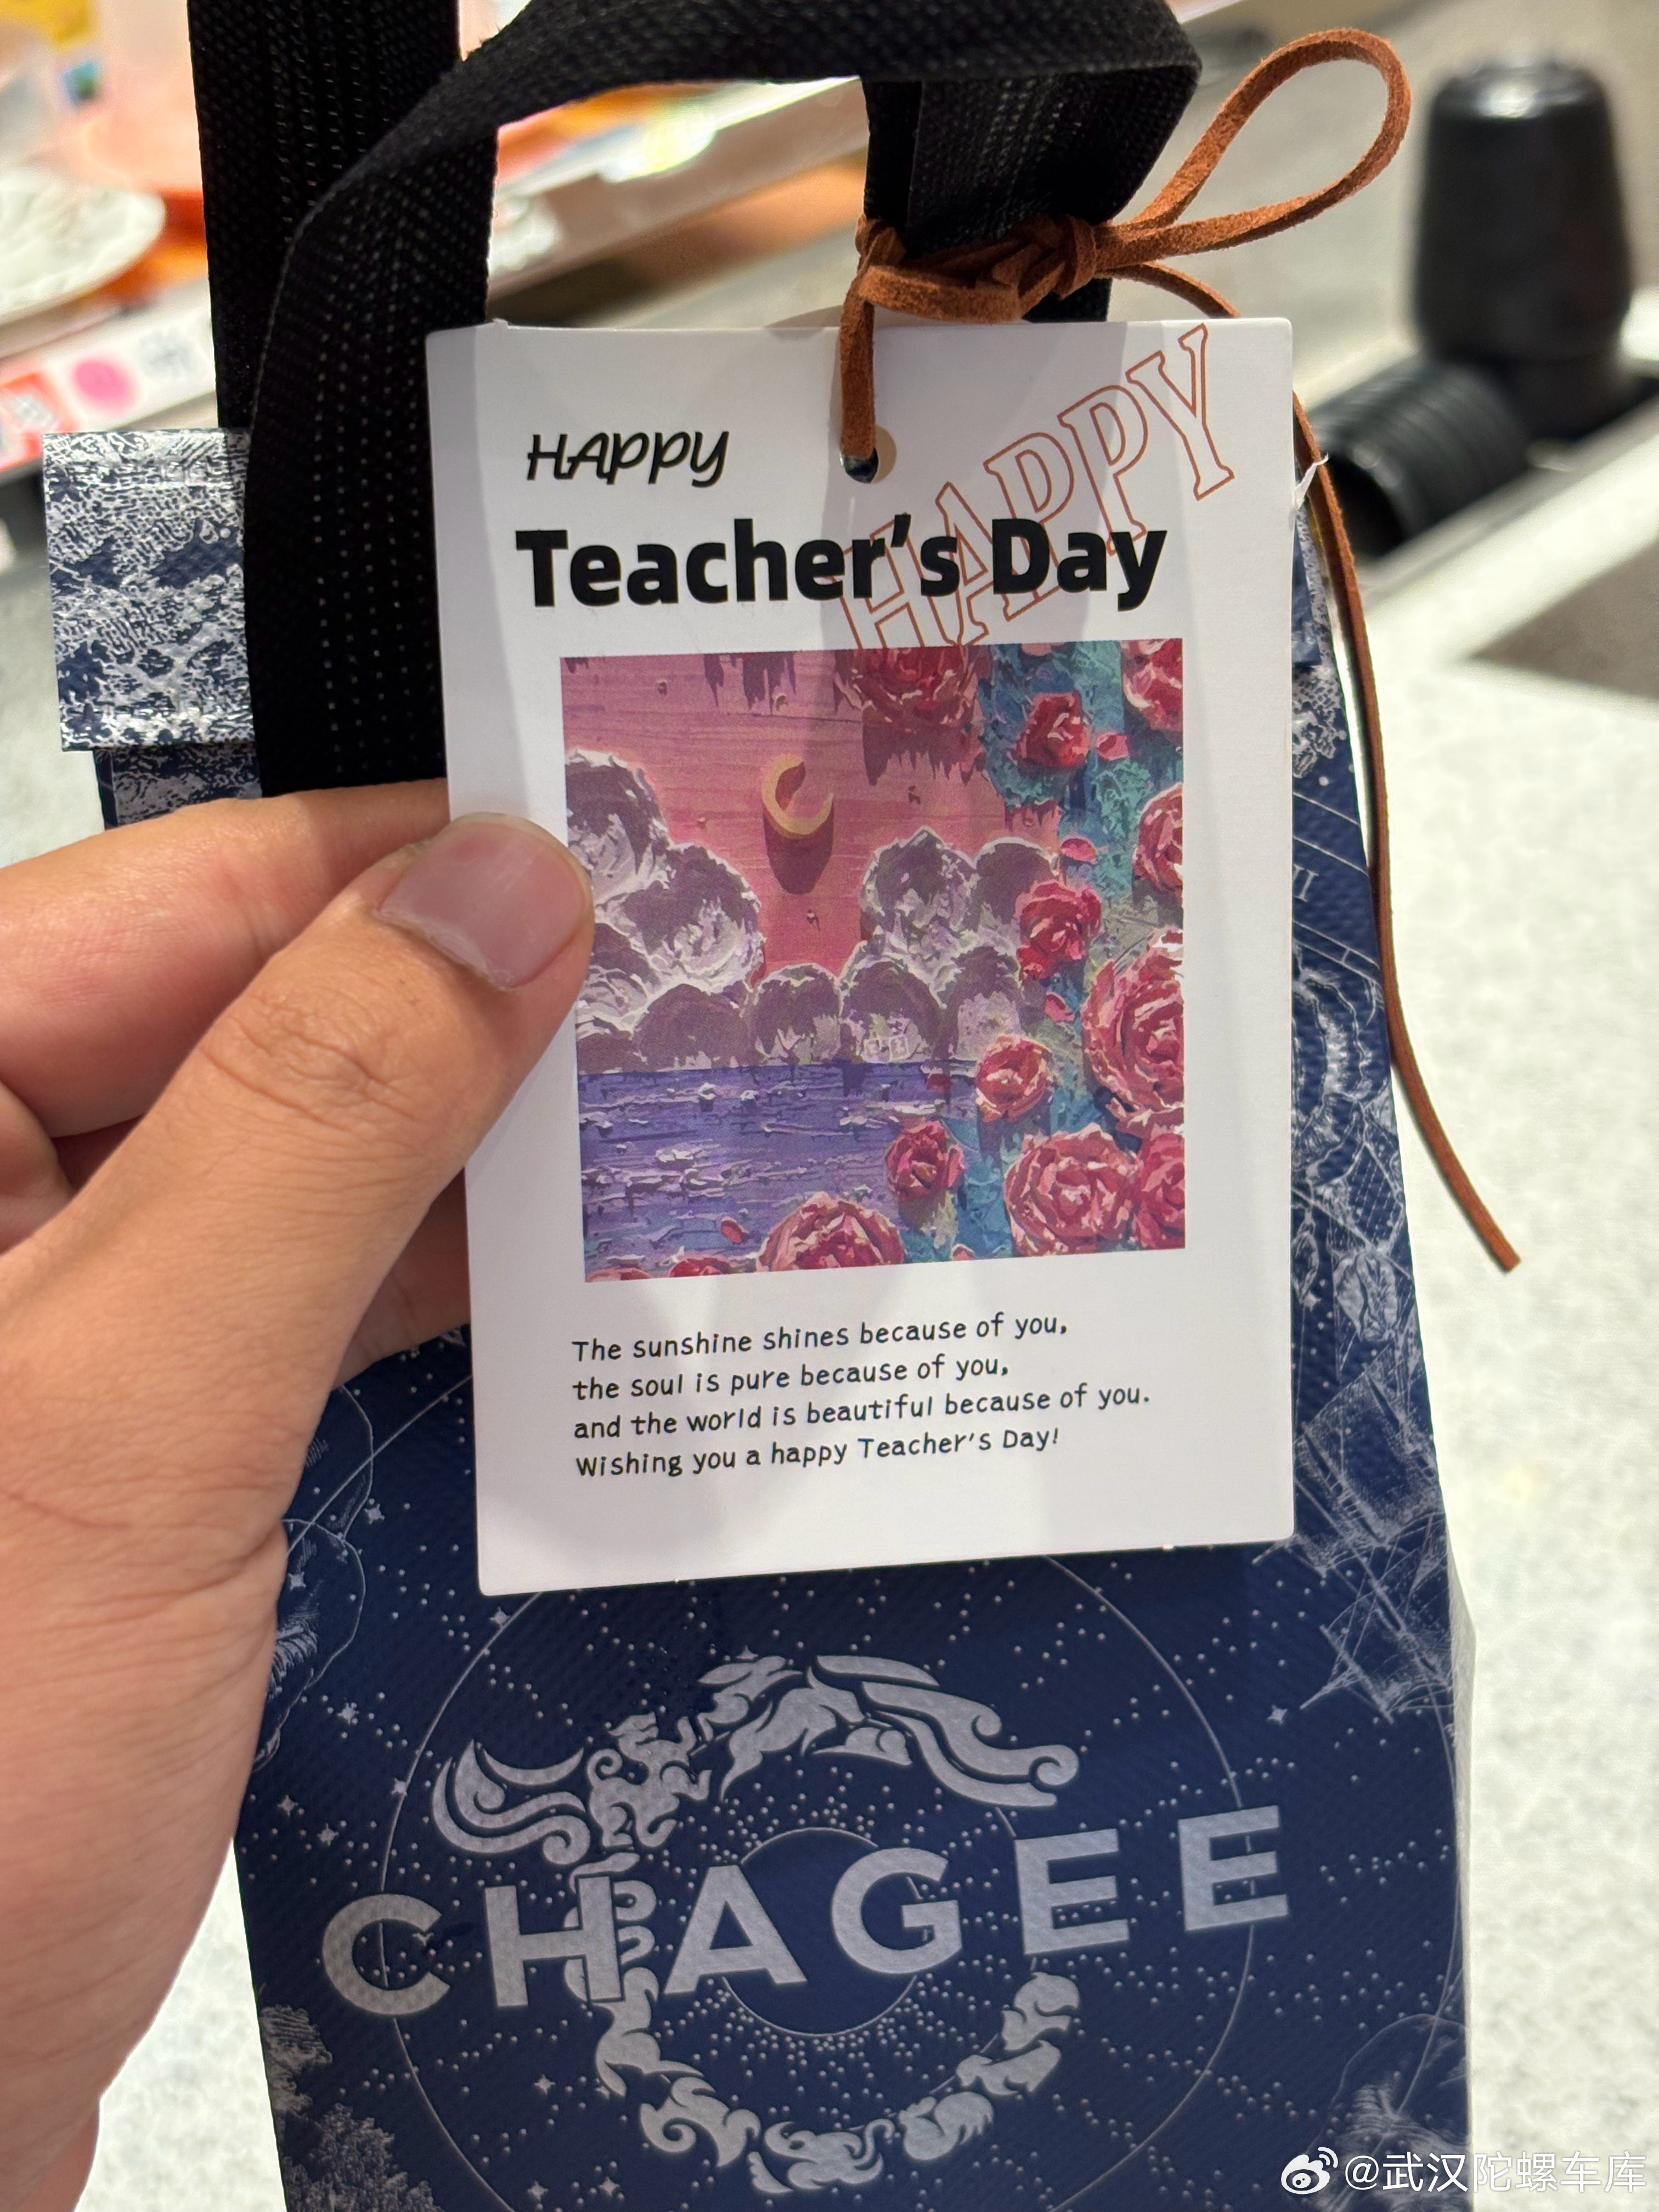 HAPPY
HAPPY
Teacher's Day
The sunshine shines because of you,
the soul is pure because of you,
and the world is beautiful because of you.
Wishing you a happy Teacher's Day!
CHAGEE
@武汉陀螺车库